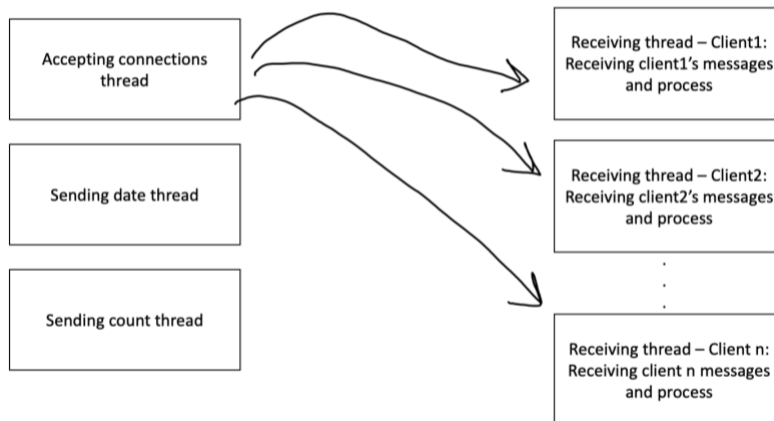 Accepting connections
thread
Sending date thread
Sending count thread
Receiving thread – Client1:
Receiving client1's messages
and process
Receiving thread – Client2:
Receiving client2's messages
and process
.
.
.
Receiving thread – Client n:
Receiving client n messages
and process